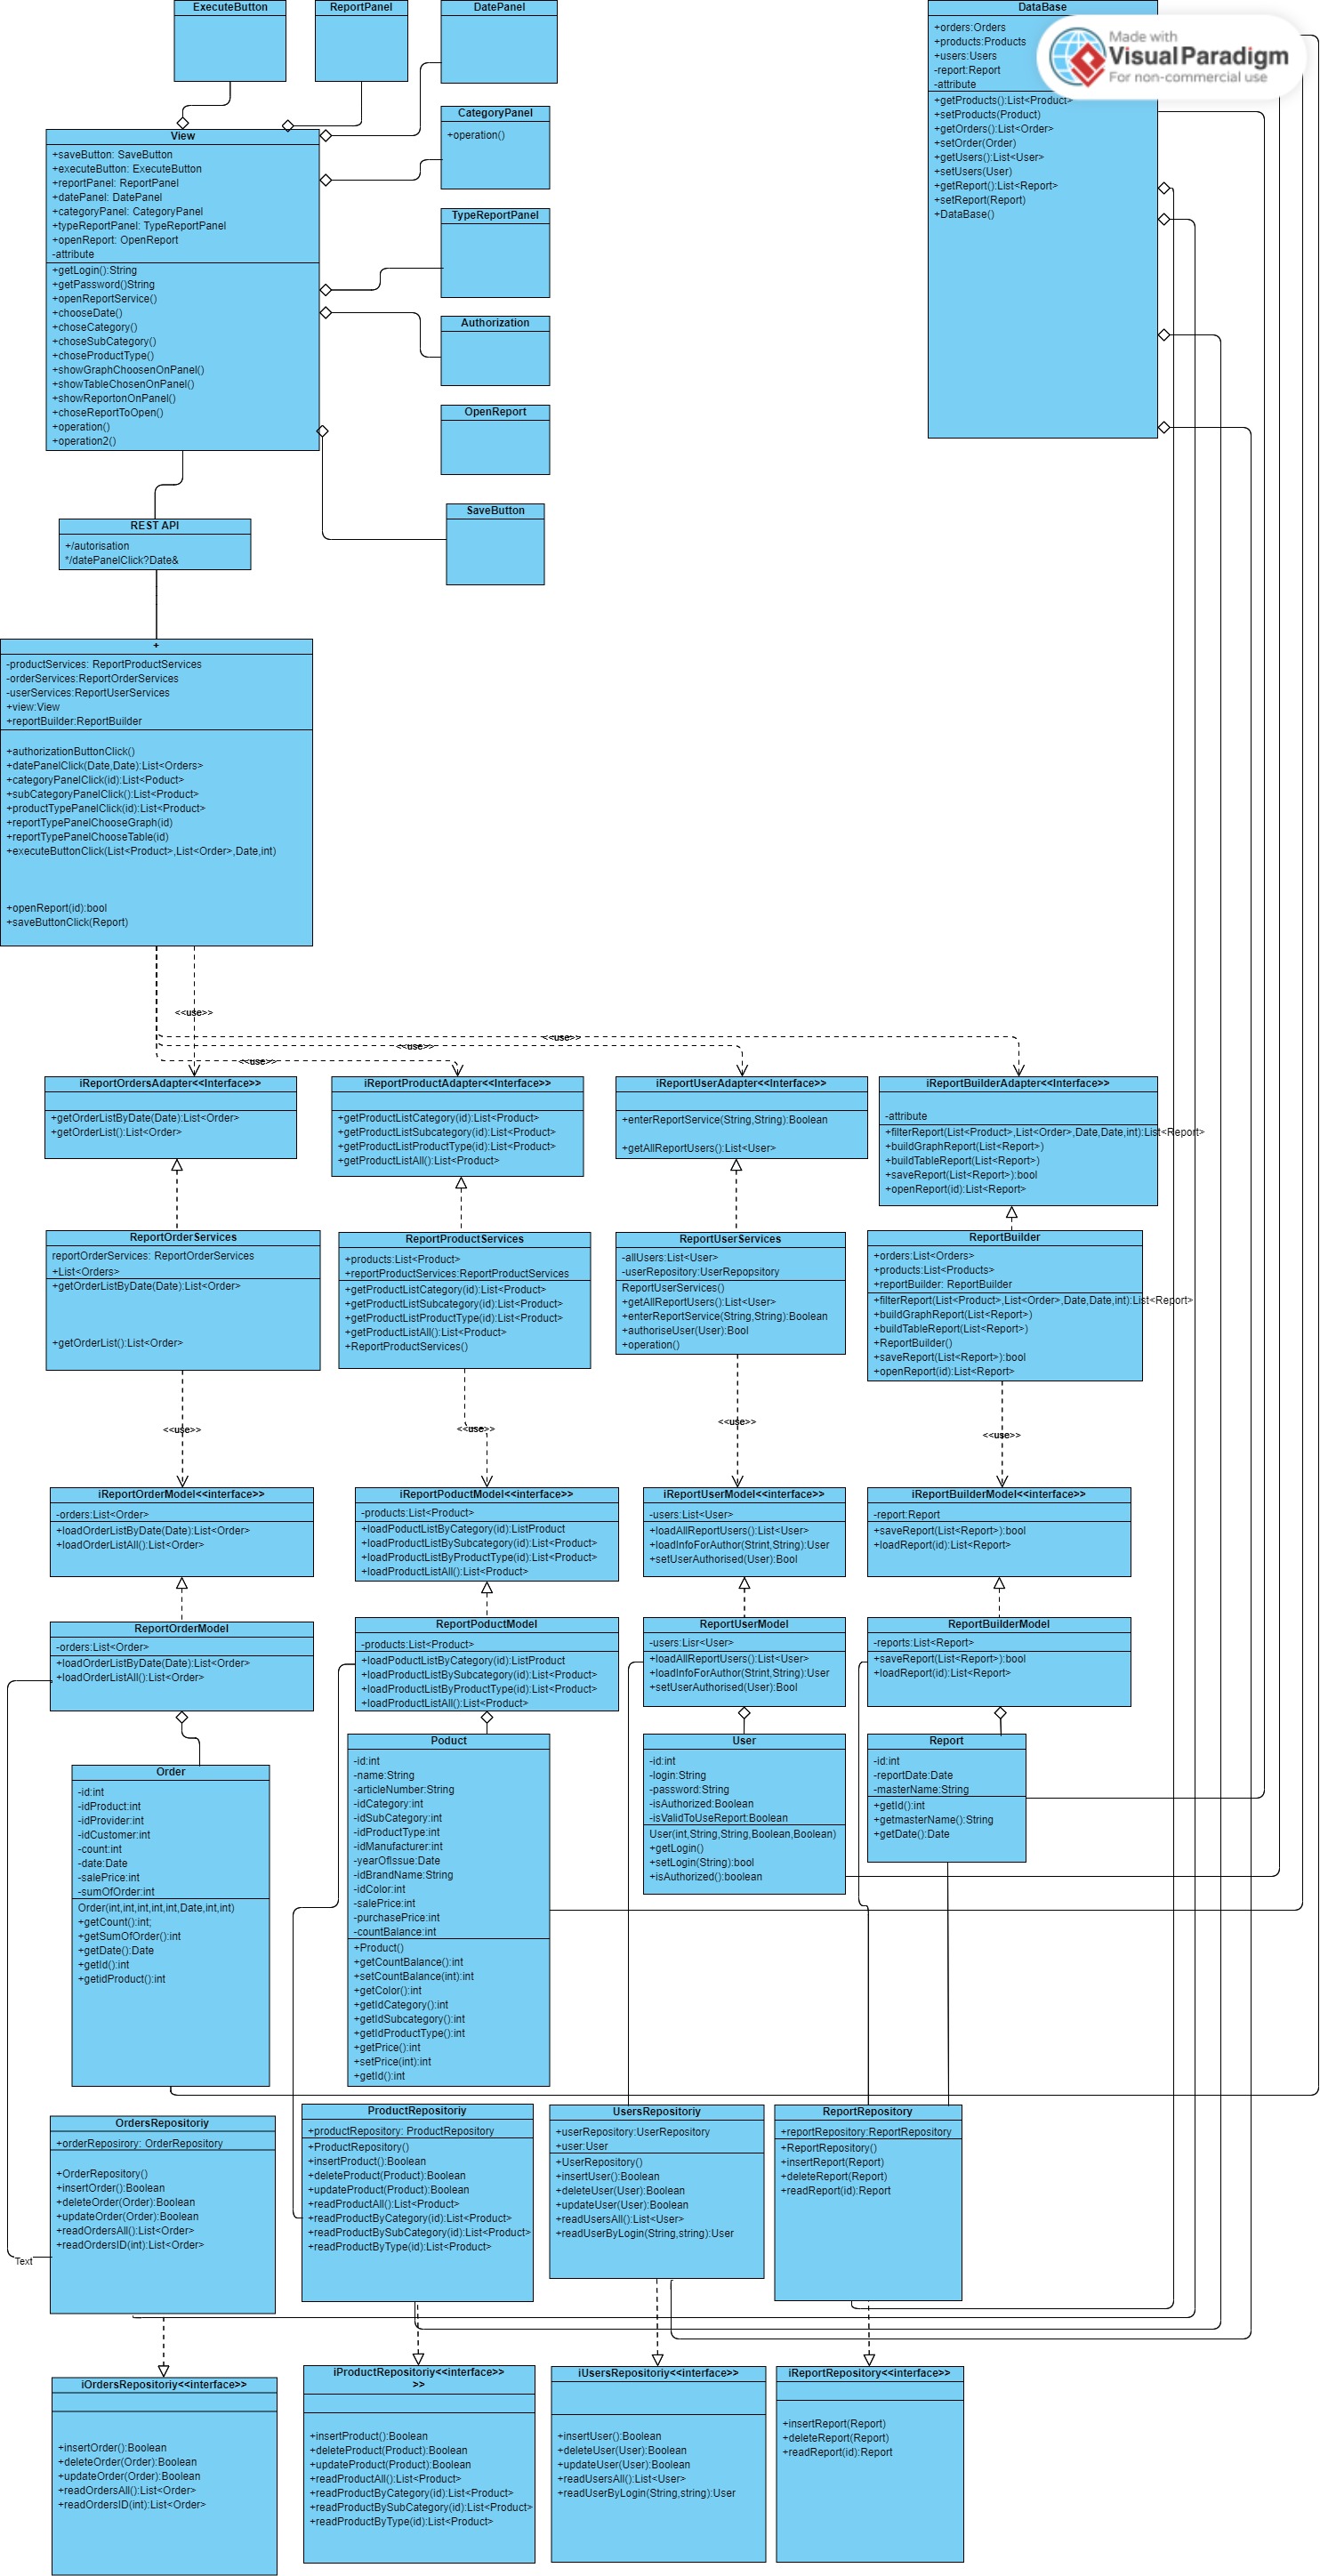 ExecuteButton
ReportPanel
DatePanel
DataBase
+orders:Orders
+products:Products
+users:Users
-report:Report
-attribute
+getProducts():List<Product>
+setProducts(Product)
+getOrders():List<Order>
+setOrder(Order)
+getUsers():List<User>
+setUsers(User)
+getReport():List<Report>
+setReport(Report)
+DataBase()
Made with
VisualParadigm
For non-commercial use
CategoryPanel
+operation()
View
+saveButton: SaveButton
+executeButton: ExecuteButton
+reportPanel: ReportPanel
+datePanel: DatePanel
+categoryPanel: CategoryPanel
+typeReportPanel: TypeReportPanel
+openReport: OpenReport
-attribute
+getLogin():String
+getPassword()String
+openReportService()
+chooseDate()
+choseCategory()
+choseSubCategory()
+choseProductType()
+showGraphChoosenOnPanel()
+showTableChosenOnPanel()
+showReportonOnPanel()
+choseReportToOpen()
+operation()
+operation2()
TypeReportPanel
Authorization
OpenReport
SaveButton
REST API
+/autorisation
*/datePanelClick?Date&
+
-productServices: ReportProductServices
-orderServices:ReportOrderServices
-userServices:ReportUserServices
+view:View
+reportBuilder:ReportBuilder
+authorizationButtonClick()
+datePanelClick(Date,Date):List<Orders>
+categoryPanelClick(id):List<Poduct>
+subCategoryPanelClick():List<Product>
+productTypePanelClick(id):List<Product>
+reportTypePanelChooseGraph(id)
+reportTypePanelChooseTable(id)
+executeButtonClick(List<Product>,List<Order>,Date,int)
+openReport(id):bool
+saveButtonClick(Report)
<<use>>
<<use>>
<<use>>
<<use>>
iReportOrdersAdapter<<Interface>>
+getOrderListByDate(Date):List<Order>
+getOrderList():List<Order>
iReportProductAdapter<<Interface>>
+getProductListCategory(id):List<Product>
+getProductListSubcategory(id):List<Product>
+getProductListProductType(id):List<Product>
+getProductListAll():List<Product>
iReportUserAdapter<<Interface>>
+enterReportService(String,String):Boolean
+getAllReportUsers():List<User>
iReportBuilderAdapter<<Interface>>
-attribute
+filterReport(List<Product>,List<Order>,Date,Date,int):List<Report>
+buildGraphReport(List<Report>)
+buildTableReport(List<Report>)
+saveReport(List<Report>):bool
+openReport(id):List<Report>
ReportOrderServices
reportOrderServices: ReportOrderServices
+List<Orders>
+getOrderListByDate(Date):List<Order>
+getOrderList():List<Order>
ReportProductServices
+products:List<Product>
+reportProductServices:ReportProductServices
+getProductListCategory(id):List<Product>
+getProductListSubcategory(id):List<Product>
+getProductListProductType(id):List<Product>
+getProductListAll():List<Product>
+ReportProductServices()
ReportUserServices
-allUsers:List<User>
-userRepository:UserRepopsitory
ReportUserServices()
+getAllReportUsers():List<User>
+enterReportService(String,String):Boolean
+authoriseUser(User):Bool
+operation()
ReportBuilder
+orders:List<Orders>
+products:List<Products>
+reportBuilder: ReportBuilder
+filterReport(List<Product>,List<Order>,Date,Date,int):List<Report>
+buildGraphReport(List<Report>)
+buildTableReport(List<Report>)
+ReportBuilder()
+saveReport(List<Report>):bool
+openReport(id):List<Report>
<<use>>
<<use>>
<<use>>
<<use>>
iReportOrderModel<<interface>>
-orders:List<Order>
+loadOrderListByDate(Date):List<Order>
+loadOrderListAll():List<Order>
iReportPoductModel<<interface>>
-products:List<Product>
+loadPoductListByCategory(id):ListProduct
+loadProductListBySubcategory(id):List<Product>
+loadProductListByProductType(id):List<Product>
+loadProductListAll():List<Product>
iReportUserModel<<interface>>
-users:List<User>
+loadAllReportUsers():List<User>
+loadInfoForAuthor(Strint,String):User
+setUserAuthorised(User):Bool
iReportBuilderModel<<interface>>
-report:Report
+saveReport(List<Report>):bool
+loadReport(id):List<Report>
ReportOrderModel
-orders:List<Order>
+loadOrderListByDate(Date):List<Order>
+loadOrderListAll():List<Order>
ReportPoductModel
-products:List<Product>
+loadPoductListByCategory(id):ListProduct
+loadProductListBySubcategory(id):List<Product>
+loadProductListByProductType(id):List<Product>
+loadProductListAll():List<Product>
ReportUserModel
-users:Lisr<User>
+loadAllReportUsers():List<User>
+loadInfoForAuthor(Strint,String):User
+setUserAuthorised(User):Bool
ReportBuilderModel
-reports:List<Report>
+saveReport(List<Report>):bool
+loadReport(id):List<Report>
Order
-id:int
-idProduct:int
-idProvider:int
-idCustomer:int
-count:int
-date:Date
-salePrice:int
-sumOfOrder:int
Order(int,int,int,int,int,Date,int,int)
+getCount():int;
+getSumOfOrder():int
+getDate():Date
+getId():int
+getidProduct():int
Poduct
-id:int
-name:String
-articleNumber:String
-idCategory:int
-idSubCategory:int
-idProductType:int
-idManufacturer:int
-yearOfIssue:Date
-idBrandName:String
-idColor:int
-salePrice:int
-purchasePrice:int
-countBalance:int
+Product()
+getCountBalance():int
+setCountBalance(int):int
+getColor():int
+getIdCategory():int
+getIdSubcategory():int
+getIdProductType():int
+getPrice():int
+setPrice(int):int
+getId():int
User
-id:int
-login:String
-password:String
-isAuthorized:Boolean
-isValidToUseReport:Boolean
User(int,String,String,Boolean,Boolean)
+getLogin()
+setLogin(String):bool
+isAuthorized():boolean
Report
-id:int
-reportDate:Date
-masterName:String
+getId():int
+getmasterName():String
+getDate():Date
OrdersRepositoriy
+orderReposirory: OrderRepository
+OrderRepository()
+insertOrder():Boolean
+deleteOrder(Order):Boolean
+updateOrder(Order):Boolean
+readOrdersAll():List<Order>
+readOrdersID(int):List<Order>
Text
ProductRepositoriy
+productRepository: ProductRepository
+ProductRepository()
+insertProduct():Boolean
+deleteProduct(Product):Boolean
+updateProduct(Product):Boolean
+readProductAll():List<Product>
+readProductByCategory(id):List<Product>
+readProductBySubCategory(id):List<Product>
+readProductByType(id):List<Product>
UsersRepositoriy
+userRepository:UserRepository
+user:User
+UserRepository()
+insertUser():Boolean
+deleteUser(User):Boolean
+updateUser(User):Boolean
+readUsersAll():List<User>
+readUserByLogin(String,string):User
ReportRepository
+reportRepository:ReportRepository
+ReportRepository()
+insertReport(Report)
+deleteReport(Report)
+readReport(id):Report
iOrdersRepositoriy<<interface>>
+insertOrder():Boolean
+deleteOrder(Order):Boolean
+updateOrder(Order):Boolean
+readOrdersAll():List<Order>
+readOrdersID(int):List<Order>
iProductRepositoriy<<interface>>
>>
+insertProduct():Boolean
+deleteProduct(Product):Boolean
+updateProduct(Product):Boolean
+readProductAll():List<Product>
+readProductByCategory(id):List<Product>
+readProductBySubCategory(id):List<Product>
+readProductByType(id):List<Product>
iUsersRepositoriy<<interface>>
+insertUser():Boolean
+deleteUser(User):Boolean
+updateUser(User):Boolean
+readUsersAll():List<User>
+readUserByLogin(String,string):User
iReportRepository<<interface>>
+insertReport(Report)
+deleteReport(Report)
+readReport(id):Report